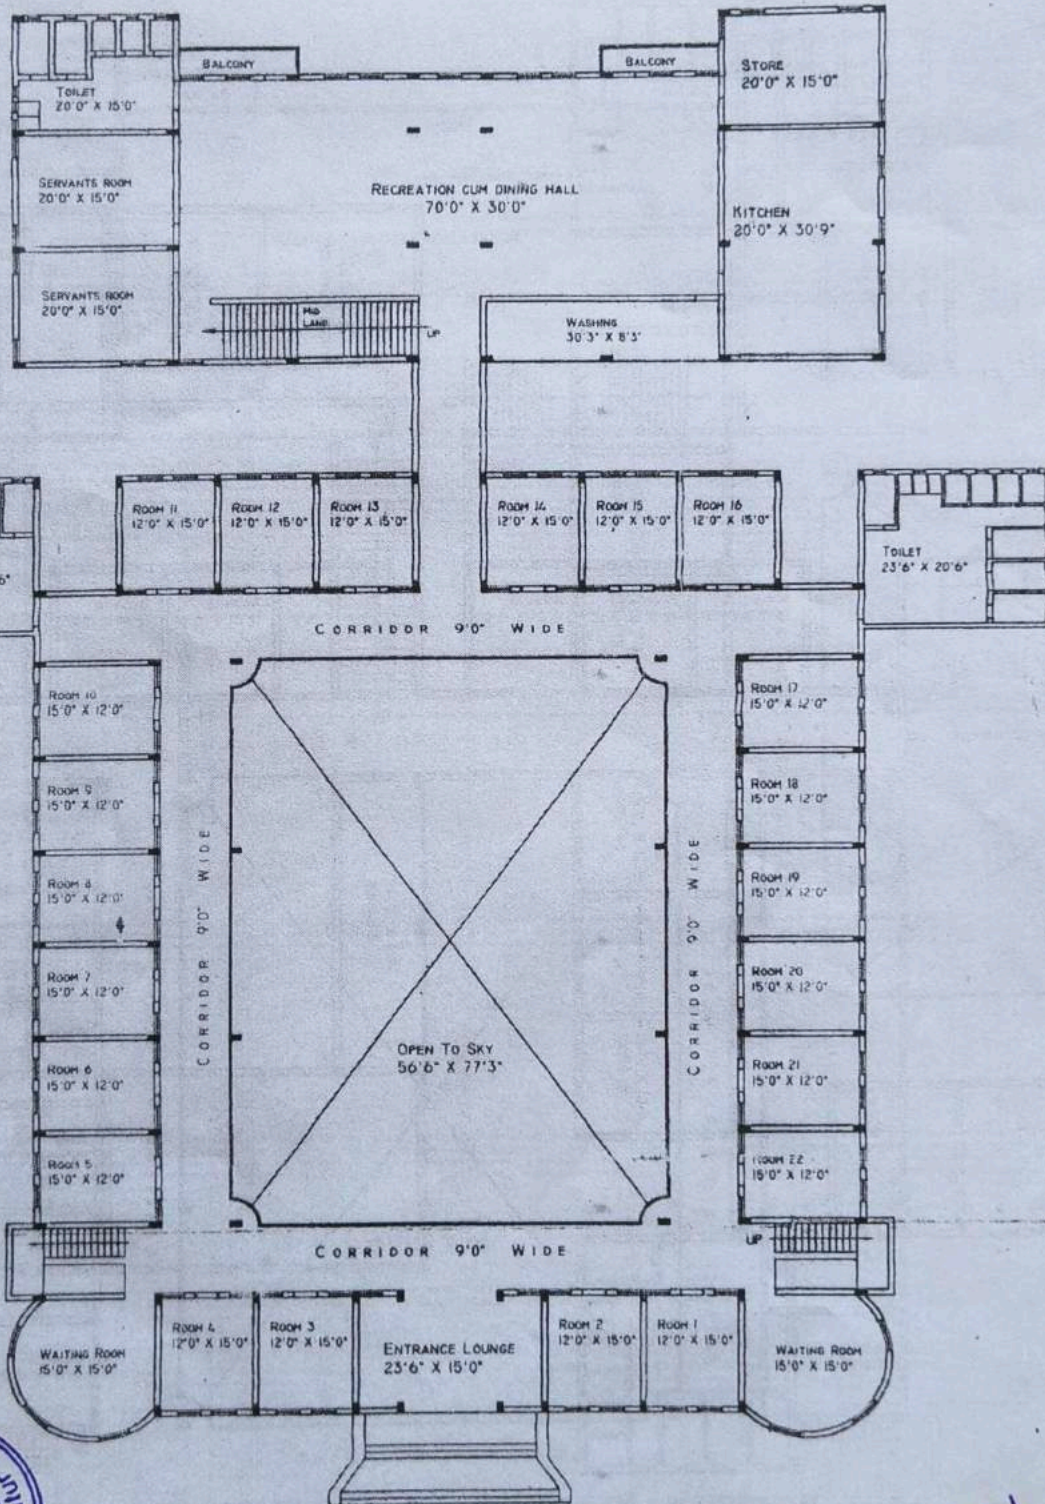 BALCONY
BALCONY
STORE
20'0" X 15'0"
TOILET
20'0" X 15'0"
SERVANTS ROOM
20'0" X 15'0"
RECREATION CUM DINING HALL
70'0" X 30'0"
KITCHEN
20'0" X 30'9"
SERVANTS ROOM
20'0" X 15'0"
MID
LAND
UP
WASHING
30'3" X 8'3"
ROOM 11
12'0" X 15'0"
ROOM 12
12'0" X 15'0"
ROOM 13
12'0" X 15'0"
ROOM 14
12'0" X 15'0"
ROOM 15
12'0" X 15'0"
ROOM 16
12'0" X 15'0"
TOILET
23'6" X 20'6"
6"
CORRIDOR 9'0" WIDE
ROOM 10
15'0" X 12'0"
ROOM 17
15'0" X 12'0"
ROOM 9
15'0" X 12'0"
ROOM 18
15'0" X 12'0"
ROOM 8
15'0" X 12'0"
ROOM 19
15'0" X 12'0"
CORRIDOR 9'0" WIDE
CORRIDOR 9'0" WIDE
ROOM 7
15'0" X 12'0"
ROOM 20
15'0" X 12'0"
OPEN TO SKY
56'6" X 77'3"
ROOM 6
15'0" X 12'0"
ROOM 21
15'0" X 12'0"
ROOM 5
15'0" X 12'0"
ROOM 22
15'0" X 12'0"
UP
CORRIDOR 9'0" WIDE
WAITING ROOM
15'0" X 15'0"
ROOM 4
12'0" X 15'0"
ROOM 3
12'0" X 15'0"
ENTRANCE LOUNGE
23'6" X 15'0"
ROOM 2
12'0" X 15'0"
ROOM 1
12'0" X 15'0"
WAITING ROOM
15'0" X 15'0"